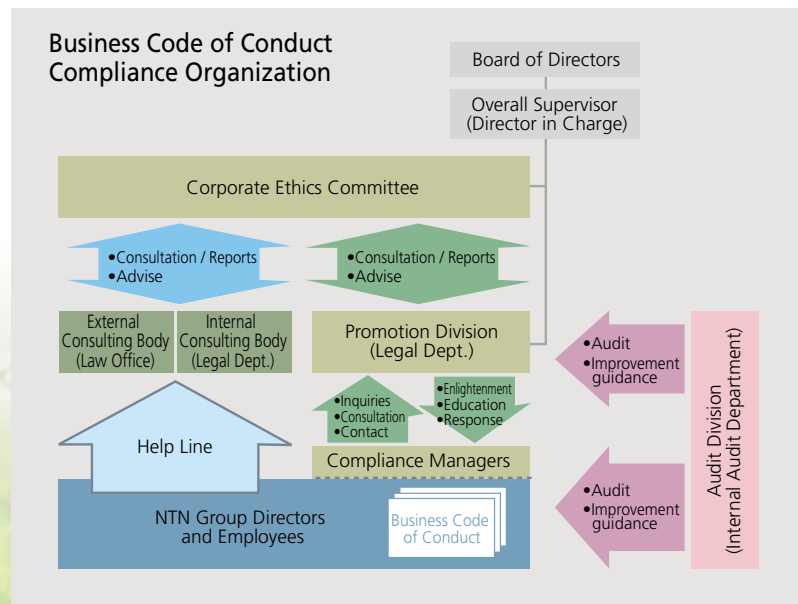 Business Code of Conduct
Compliance Organization
Board of Directors
Overall Supervisor
(Director in Charge)
Corporate Ethics Committee
•Consultation / Reports
•Advise
•Consultation / Reports
•Advise
External
Consulting Body
(Law Office)
Internal
Consulting Body
(Legal Dept.)
Promotion Division
(Legal Dept.)
•Audit
•Improvement
guidance
•Inquiries
•Consultation
•Contact
•Enlightenment
•Education
•Response
Help Line
Compliance Managers
NTN Group Directors
and Employees
Business Code
of Conduct
•Audit
•Improvement
guidance
Audit Division
(Internal Audit Department)